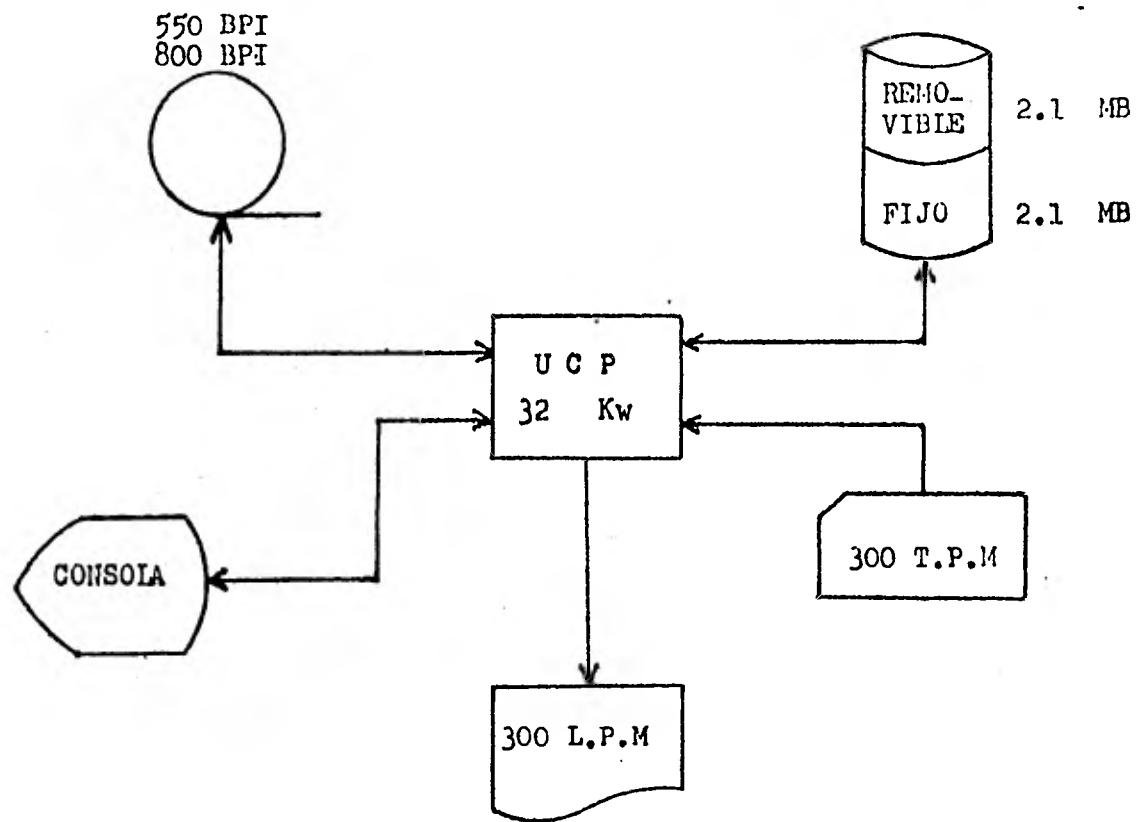 550 BPI
800 BPI
REMO-
VIBLE
2.1 MB
FIJO
2.1 MB
U C P
32 Kw
CONSOLA
300 T.P.M
300 L.P.M